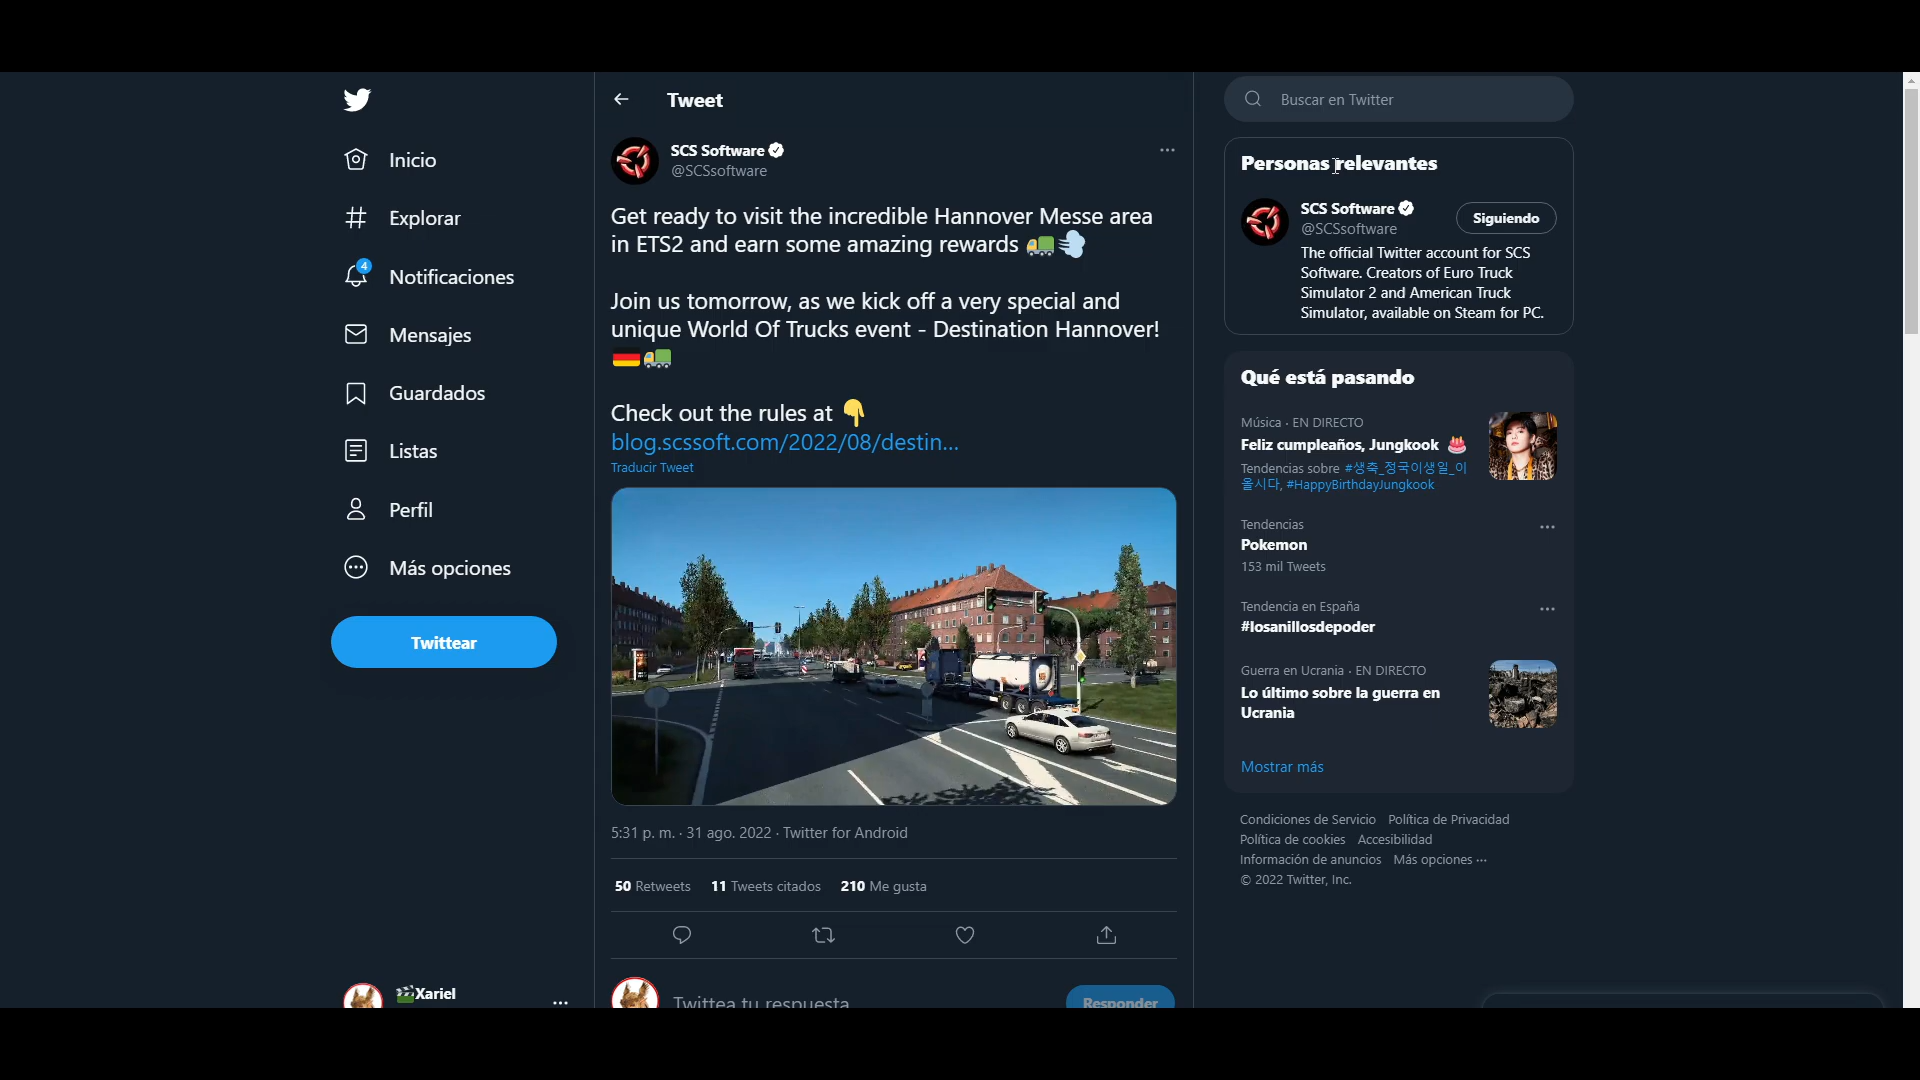 Inicio
Explorar
4
Notificaciones
Mensajes
Guardados
Listas
Perfil
Más opciones
Twittear
Xariel
Tweet
SCS Software
@SCSsoftware
Get ready to visit the incredible Hannover Messe area
in ETS2 and earn some amazing rewards 🚛💨
Join us tomorrow, as we kick off a very special and
unique World Of Trucks event - Destination Hannover!
🇩🇪🚛
Check out the rules at 👇
blog.scssoft.com/2022/08/destin...
Traducir Tweet
5:31 p. m. · 31 ago. 2022 · Twitter for Android
50 Retweets 11 Tweets citados 210 Me gusta
Twittea tu respuesta
Responder
Buscar en Twitter
Personas relevantes
SCS Software
@SCSsoftware
Siguiendo
The official Twitter account for SCS
Software. Creators of Euro Truck
Simulator 2 and American Truck
Simulator, available on Steam for PC.
Qué está pasando
Música · EN DIRECTO
Feliz cumpleaños, Jungkook 🎂
Tendencias sobre #생축_정국이생일_이
올시다, #HappyBirthdayJungkook
Tendencias
Pokemon
153 mil Tweets
Tendencia en España
#losanillosdepoder
Guerra en Ucrania · EN DIRECTO
Lo último sobre la guerra en
Ucrania
Mostrar más
Condiciones de Servicio Política de Privacidad
Política de cookies Accesibilidad
Información de anuncios Más opciones ···
© 2022 Twitter, Inc.